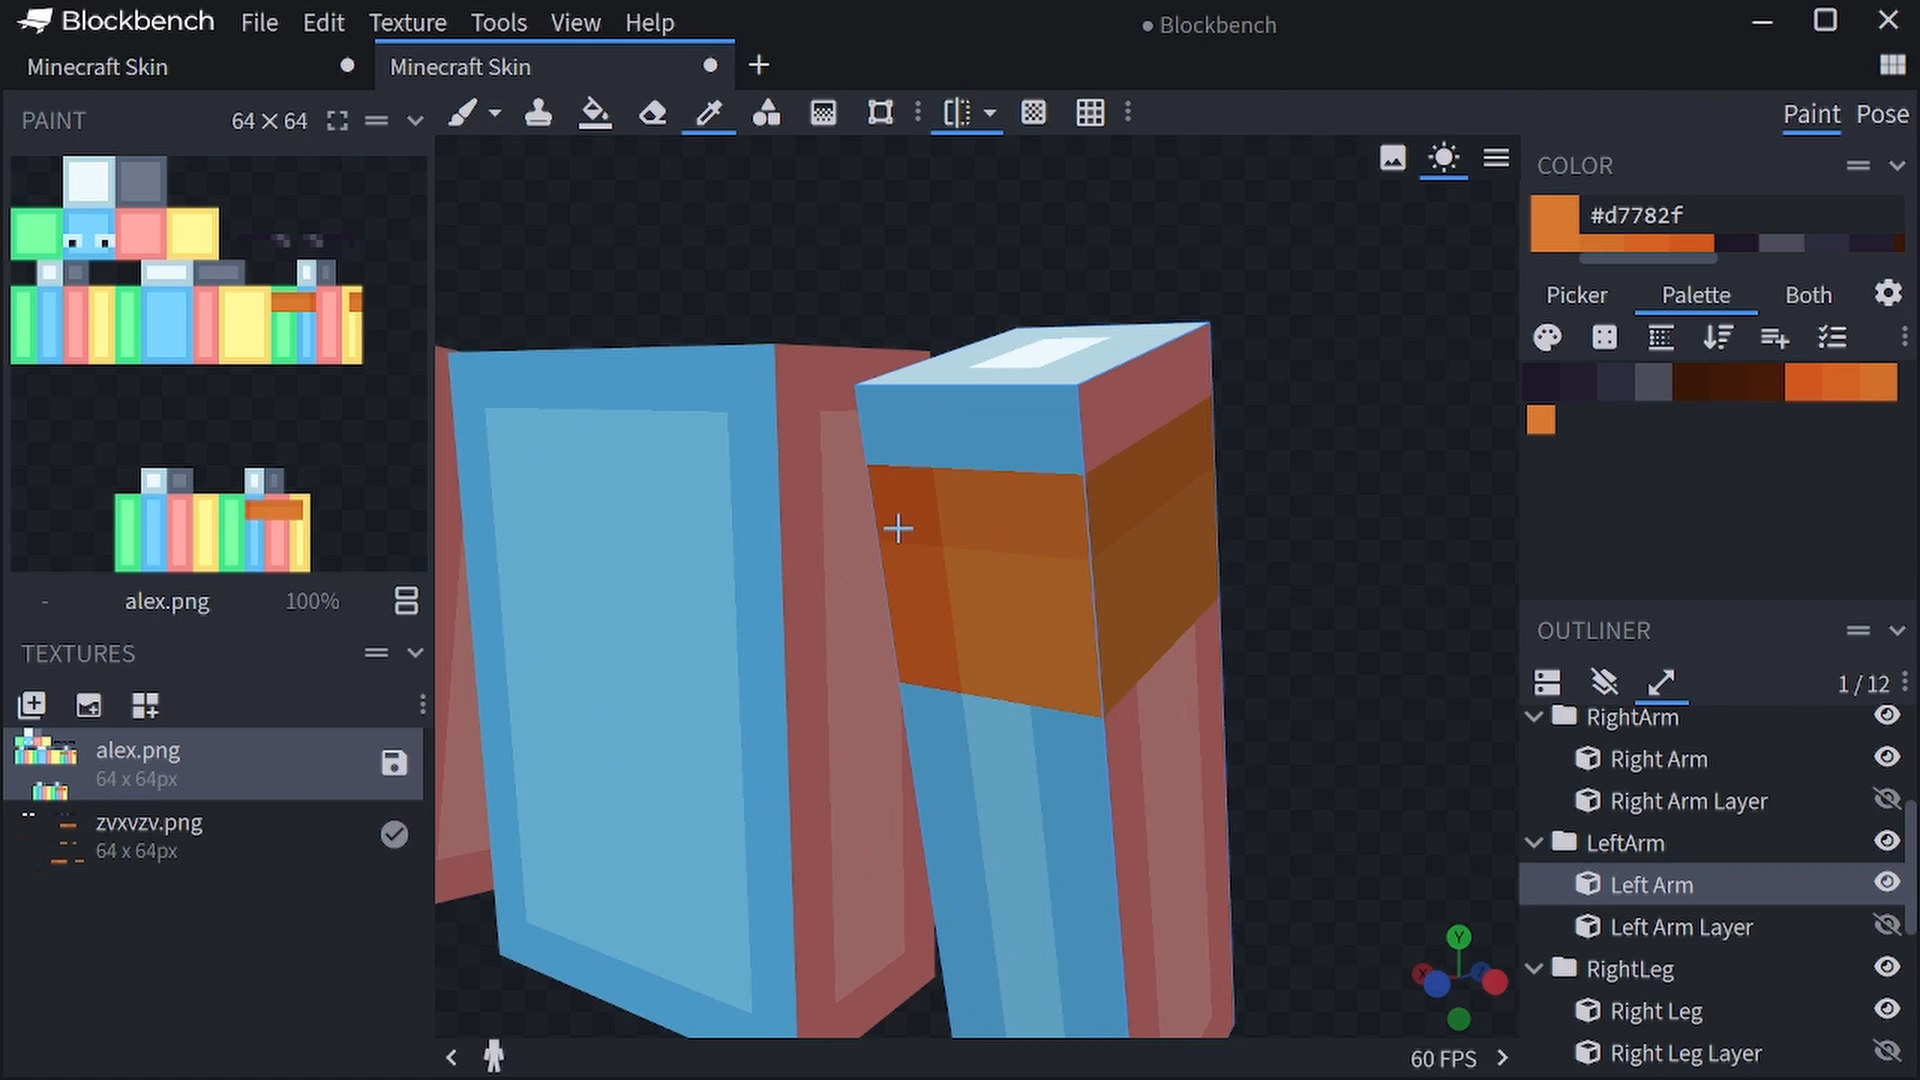 Blockbench File Edit Texture Tools View Help
Blockbench
Minecraft Skin
Minecraft Skin
PAINT 64 × 64
Paint Pose
COLOR
#d7782f
Picker Palette Both
- alex.png 100%
TEXTURES
alex.png
64 x 64px
zvxvzv.png
64 x 64px
OUTLINER
1 / 12
RightArm
Right Arm
Right Arm Layer
LeftArm
Left Arm
Left Arm Layer
RightLeg
Right Leg
Right Leg Layer
Y
X
60 FPS